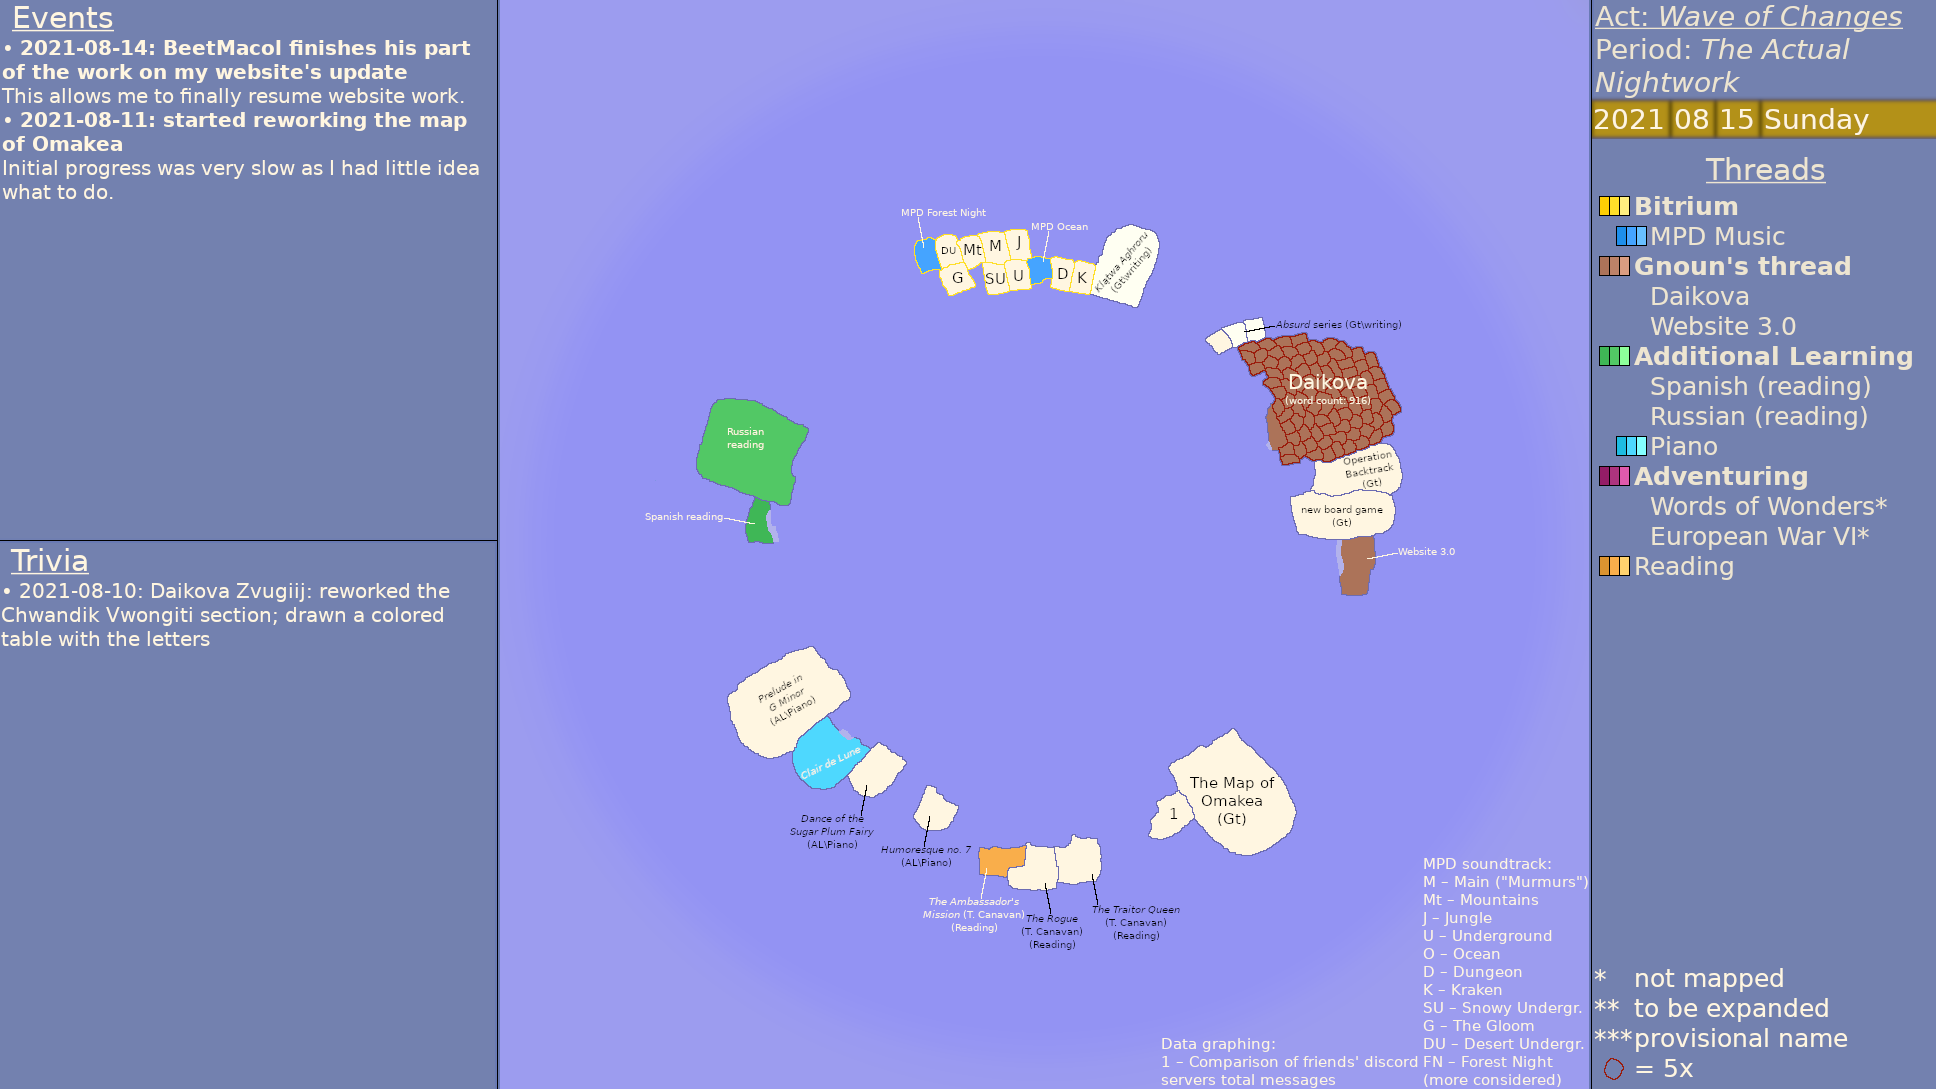 Events
• 2021-08-14: BeetMacol finishes his part
of the work on my website's update
This allows me to finally resume website work.
• 2021-08-11: started reworking the map
of Omakea
Initial progress was very slow as I had little idea
what to do.
Trivia
• 2021-08-10: Daikova Zvugiij: reworked the
Chwandik Vwongiti section; drawn a colored
table with the letters
MPD Forest Night
MPD Ocean
DU
Mt
M
J
G
SU
U
D
K
Klątwa Aghroru
(Gt\writing)
Absurd series (Gt\writing)
Daikova
(word count: 916)
Operation
Backtrack
(Gt)
new board game
(Gt)
Website 3.0
Russian
reading
Spanish reading
Prelude in
G Minor
(AL\Piano)
Clair de Lune
Dance of the
Sugar Plum Fairy
(AL\Piano)
Humoresque no. 7
(AL\Piano)
The Ambassador's
Mission (T. Canavan)
(Reading)
The Rogue
(T. Canavan)
(Reading)
The Traitor Queen
(T. Canavan)
(Reading)
The Map of
Omakea
(Gt)
1
Data graphing:
1 – Comparison of friends' discord
servers total messages
MPD soundtrack:
M – Main ("Murmurs")
Mt – Mountains
J – Jungle
U – Underground
O – Ocean
D – Dungeon
K – Kraken
SU – Snowy Undergr.
G – The Gloom
DU – Desert Undergr.
FN – Forest Night
(more considered)
Act: Wave of Changes
Period: The Actual
Nightwork
2021 08 15 Sunday
Threads
Bitrium
MPD Music
Gnoun's thread
Daikova
Website 3.0
Additional Learning
Spanish (reading)
Russian (reading)
Piano
Adventuring
Words of Wonders*
European War VI*
Reading
* not mapped
** to be expanded
*** provisional name
= 5x